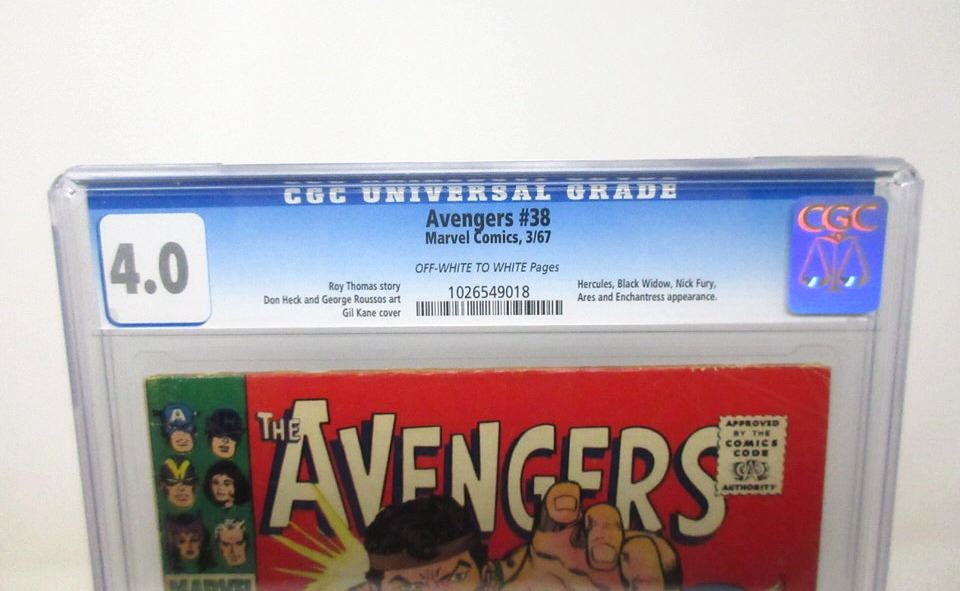 CGC UNIVERSAL GRADE
4.0
Avengers #38
Marvel Comics, 3/67
OFF-WHITE TO WHITE Pages
Roy Thomas story
Don Heck and George Roussos art
Gil Kane cover
1026549018
Hercules, Black Widow, Nick Fury,
Ares and Enchantress appearance.
CGC
THE AVENGERS
APPROVED
BY THE
COMICS
CODE
AUTHORITY
A
MARVEL